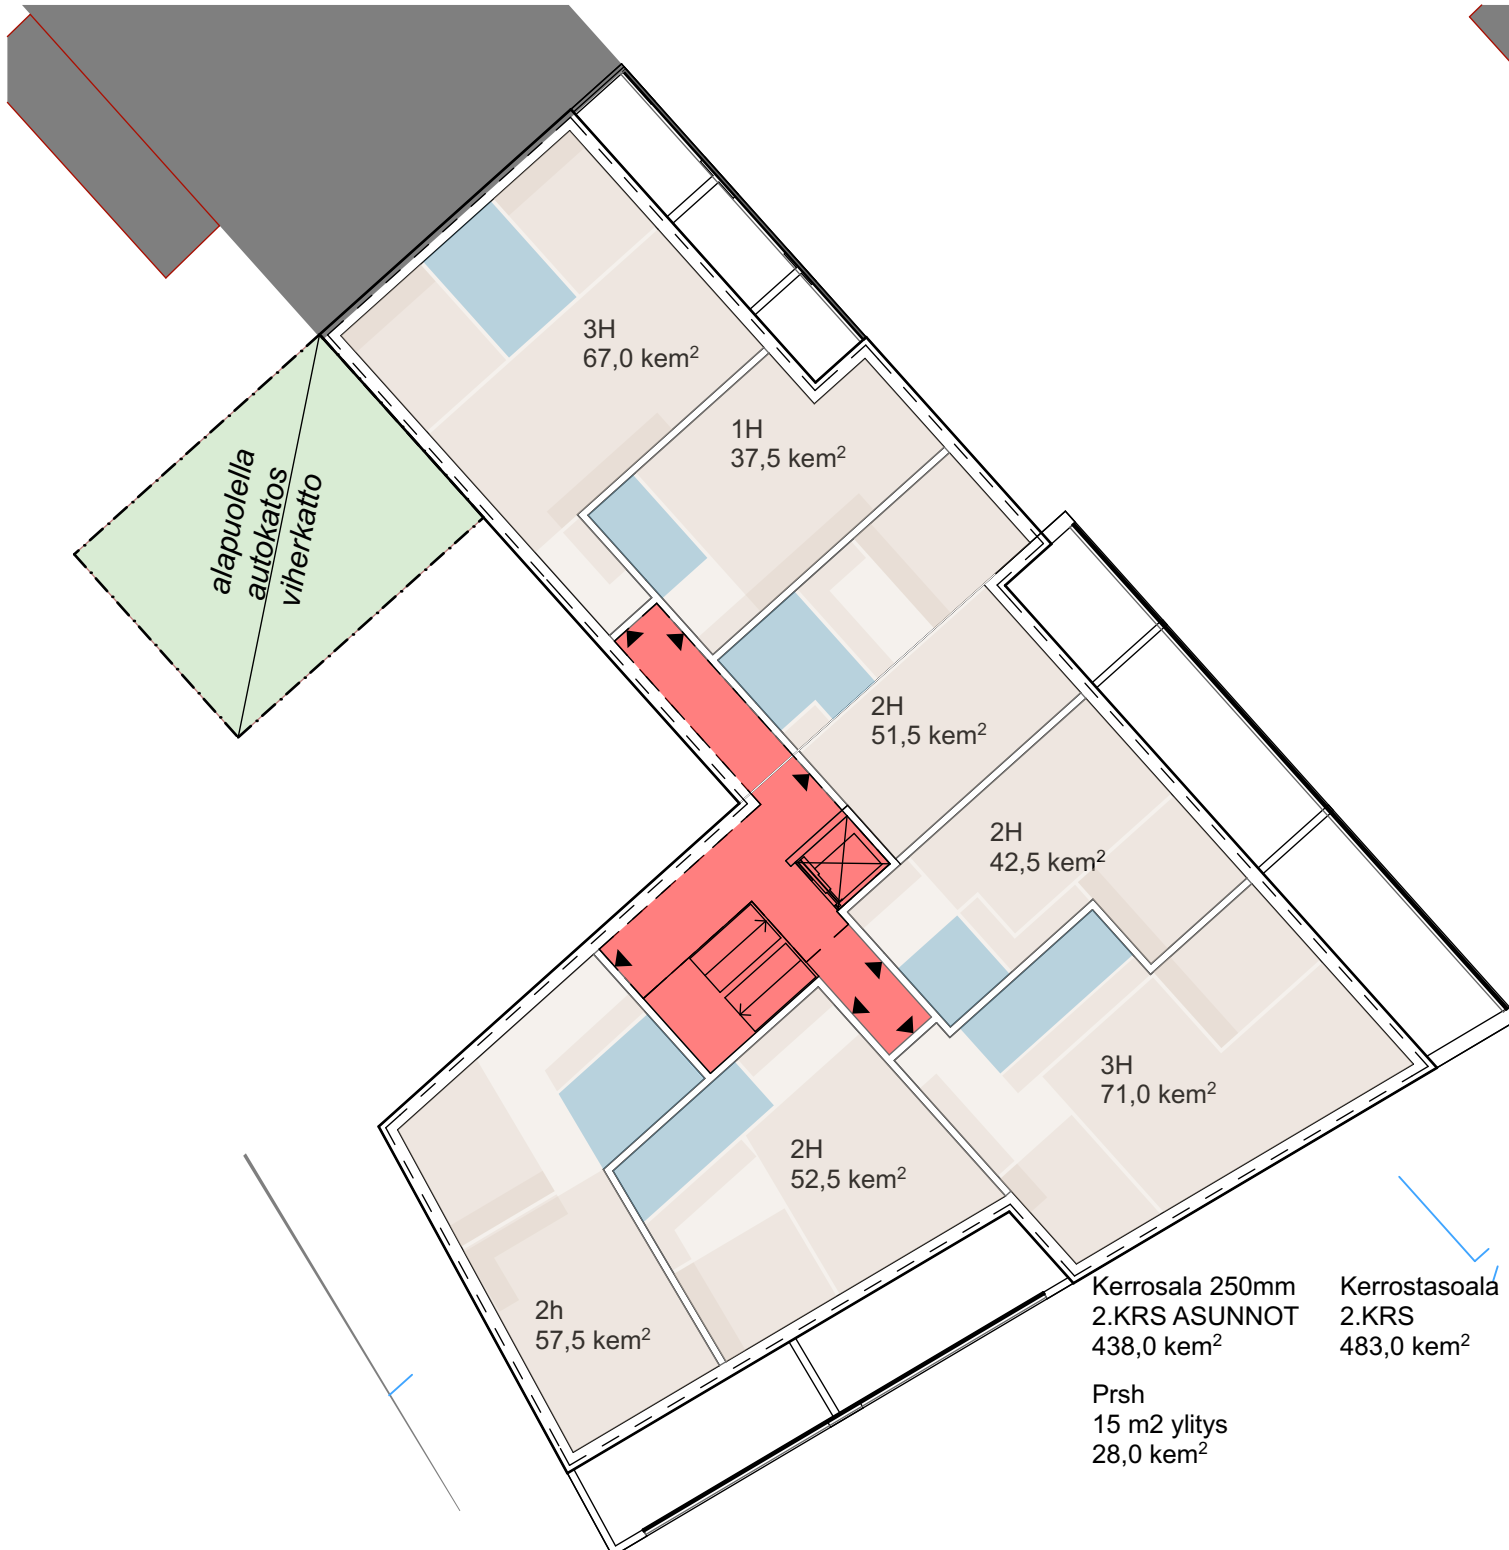 3H
67,0 kem²
1H
37,5 kem²
alapuolella
autokatos
viherkatto
2H
51,5 kem²
2H
42,5 kem²
3H
71,0 kem²
2H
52,5 kem²
2h
57,5 kem²
Kerrosala 250mm
2.KRS ASUNNOT
438,0 kem²
Kerrostasoala
2.KRS
483,0 kem²
Prsh
15 m2 ylitys
28,0 kem²